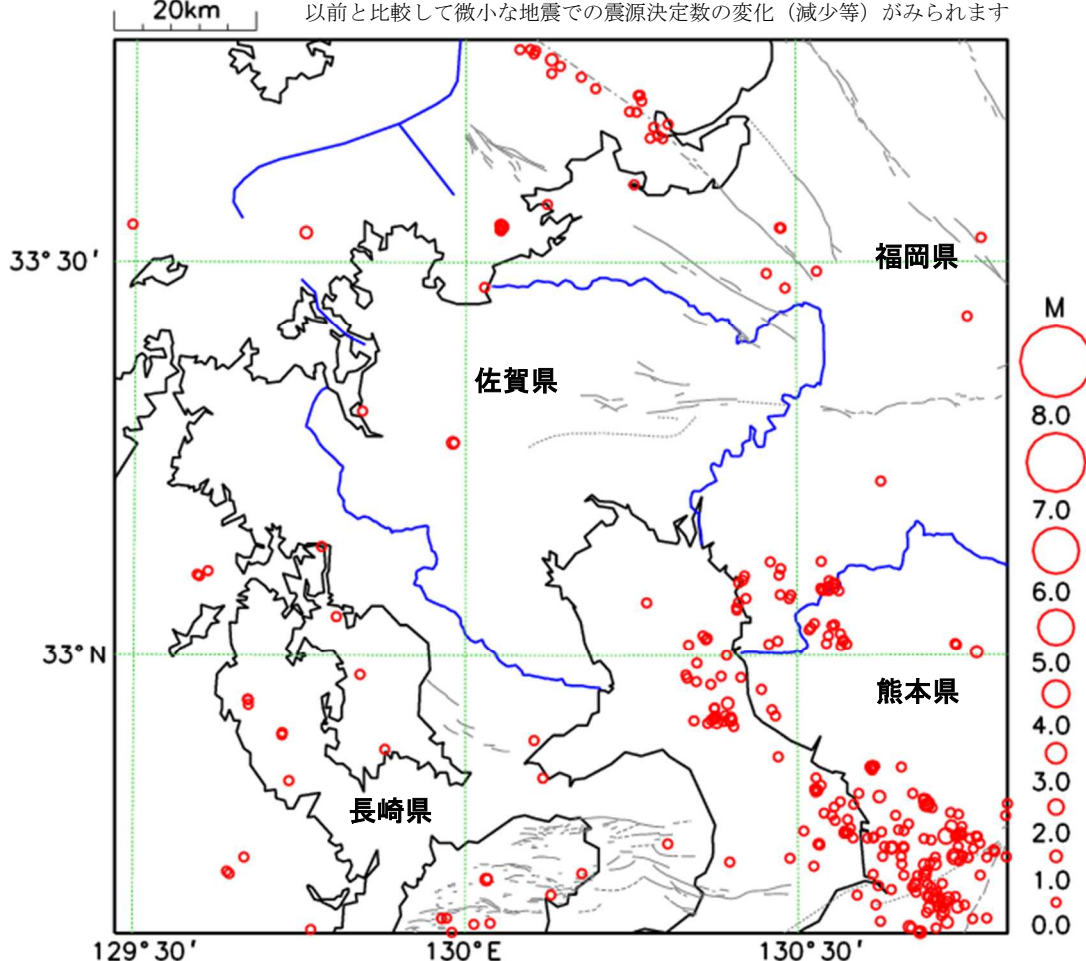 20km
以前と比較して微小な地震での震源決定数の変化（減少等）がみられます
33°30′
福岡県
佐賀県
M
8.0
7.0
6.0
5.0
33°N
熊本県
4.0
3.0
長崎県
2.0
1.0
0.0
129°30′
130°E
130°30′